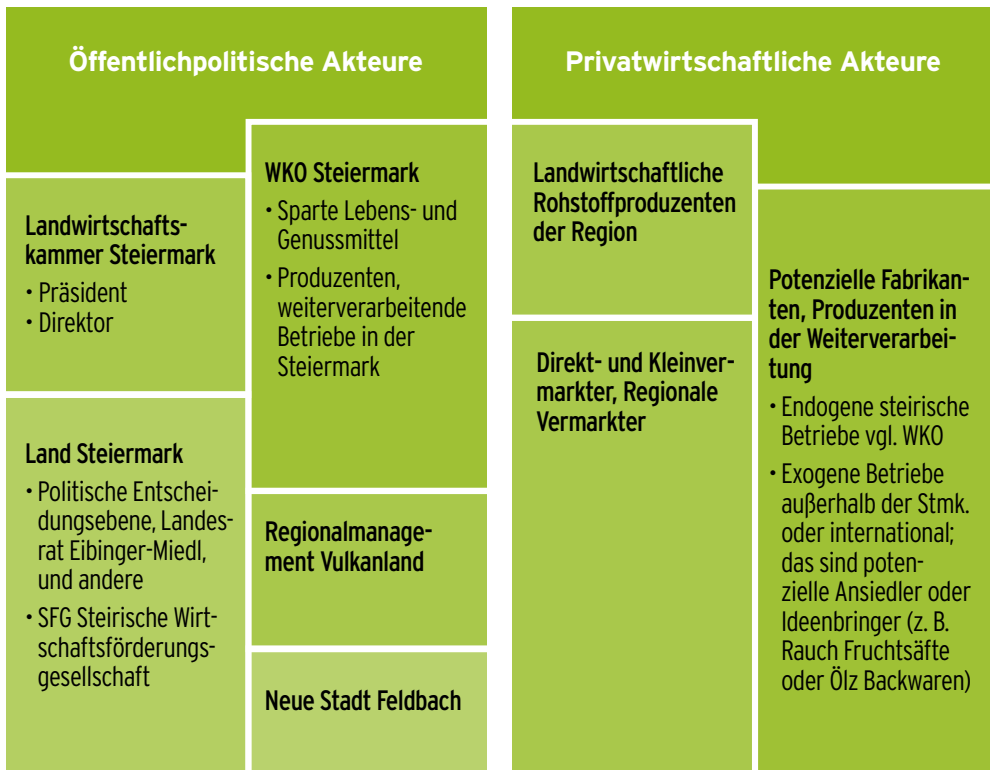 Öffentlichpolitische Akteure
Landwirtschafts-
kammer Steiermark
· Präsident
· Direktor
Land Steiermark
· Politische Entschei-
dungsebene, Landes-
rat Eibinger-Miedl,
und andere
· SFG Steirische Wirt-
schaftsförderungs-
gesellschaft
WKO Steiermark
· Sparte Lebens- und
Genussmittel
· Produzenten,
weiterverarbeitende
Betriebe in der
Steiermark
Regionalmanage-
ment Vulkanland
Neue Stadt Feldbach
Privatwirtschaftliche Akteure
Landwirtschaftliche
Rohstoffproduzenten
der Region
Direkt- und Kleinver-
markter, Regionale
Vermarkter
Potenzielle Fabrikan-
ten, Produzenten in
der Weiterverarbei-
tung
· Endogene steirische
Betriebe vgl. WKO
· Exogene Betriebe
außerhalb der Stmk.
oder international;
das sind poten-
zielle Ansiedler oder
Ideenbringer (z. B.
Rauch Fruchtsäfte
oder Ölz Backwaren)